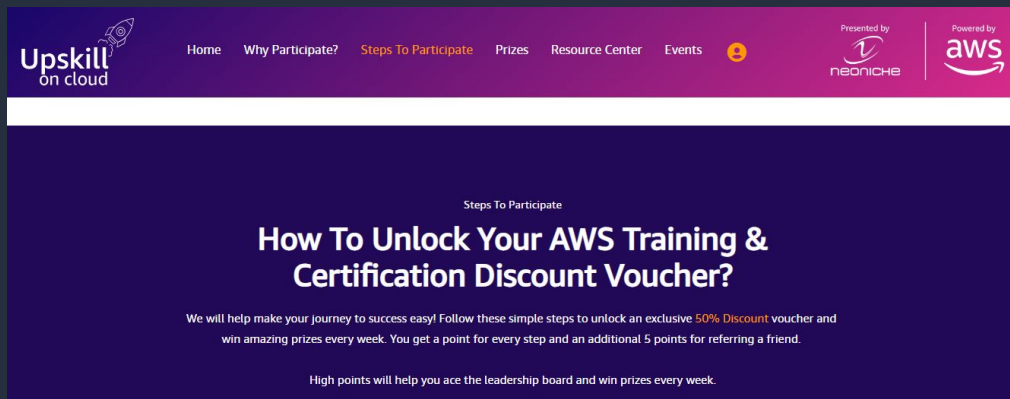 Upskill
on cloud
Home Why Participate? Steps To Participate Prizes Resource Center Events
Presented by
neoniche
Powered by
aws
Steps To Participate
How To Unlock Your AWS Training &
Certification Discount Voucher?
We will help make your journey to success easy! Follow these simple steps to unlock an exclusive 50% Discount voucher and
win amazing prizes every week. You get a point for every step and an additional 5 points for referring a friend.
High points will help you ace the leadership board and win prizes every week.